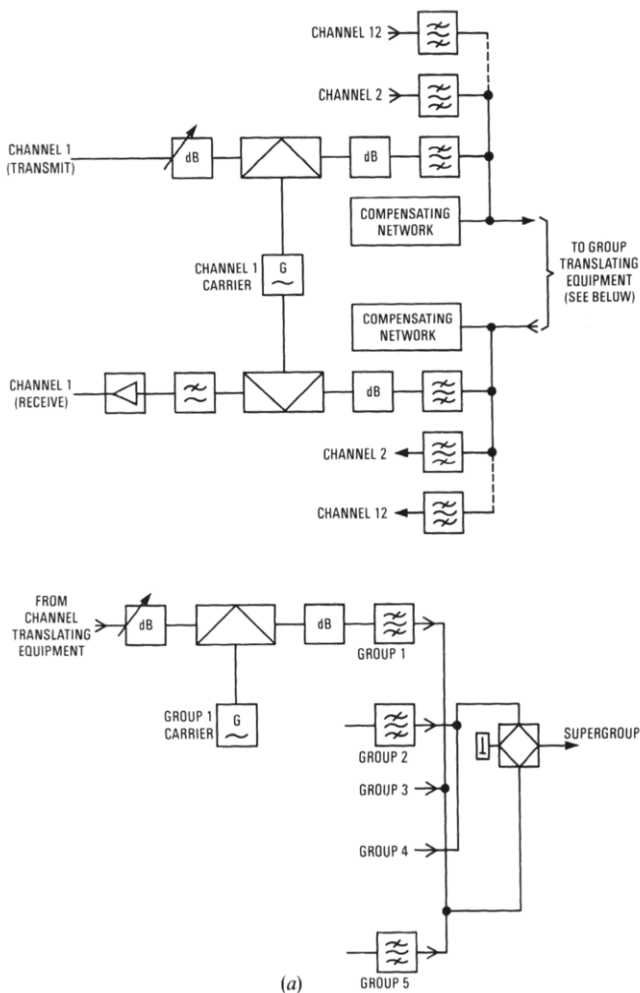 CHANNEL 12
CHANNEL 2
CHANNEL 1
(TRANSMIT)
dB
dB
COMPENSATING
NETWORK
CHANNEL 1
CARRIER
G
TO GROUP
TRANSLATING
EQUIPMENT
(SEE BELOW)
COMPENSATING
NETWORK
CHANNEL 1
(RECEIVE)
dB
CHANNEL 2
CHANNEL 12
FROM
CHANNEL
TRANSLATING
EQUIPMENT
dB
dB
GROUP 1
GROUP 1
CARRIER
G
GROUP 2
SUPERGROUP
GROUP 3
GROUP 4
GROUP 5
(a)